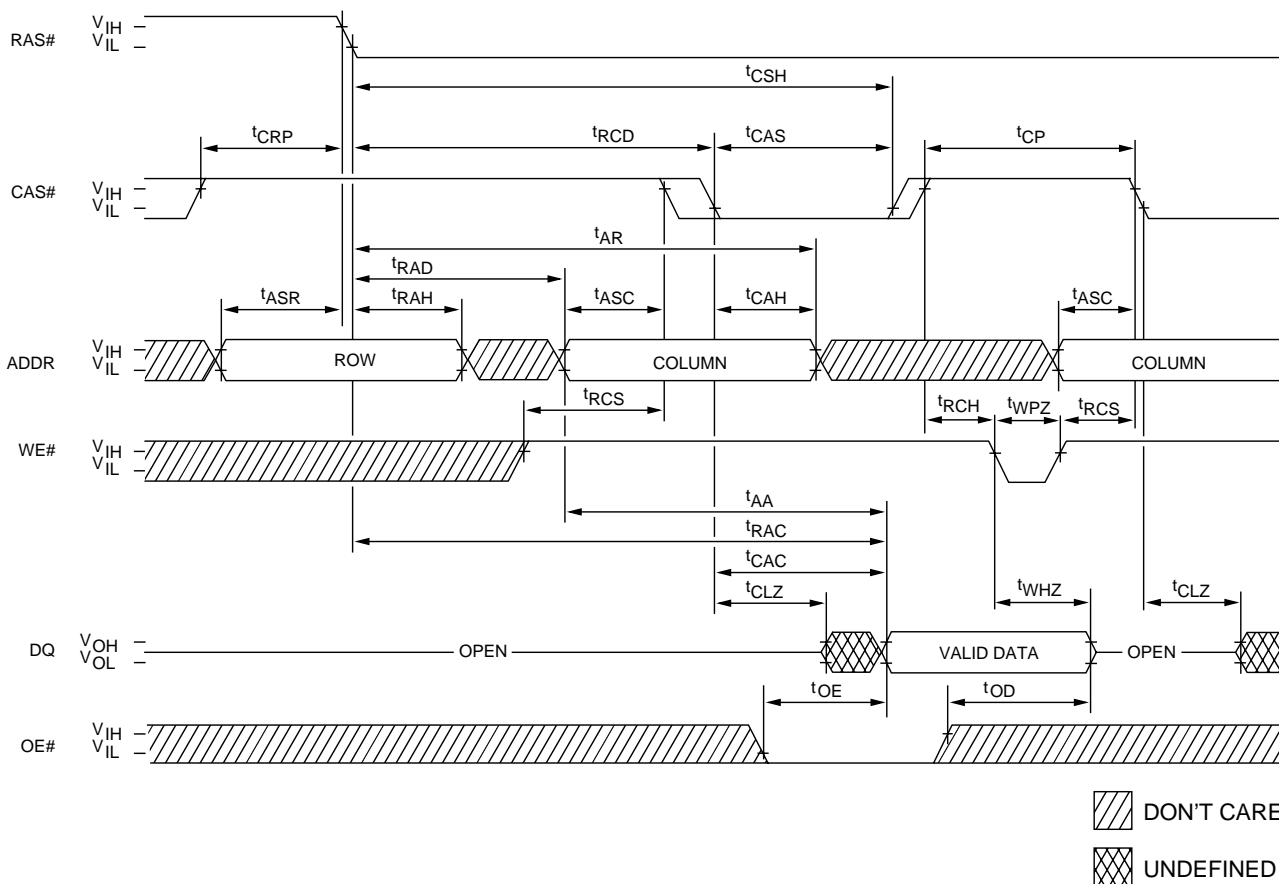 RAS# VIH
VIL
tCSH
tCRP tRCD tCAS tCP
CAS# VIH
VIL
tAR
tRAD
tASR tRAH tASC tCAH tASC
ADDR VIH
VIL
ROW COLUMN COLUMN
tRCS tRCH tWPZ tRCS
WE# VIH
VIL
tAA
tRAC
tCAC
tCLZ tWHZ tCLZ
DQ VOH
VOL
OPEN VALID DATA OPEN
tOE tOD
OE# VIH
VIL
DON'T CARE
UNDEFINED